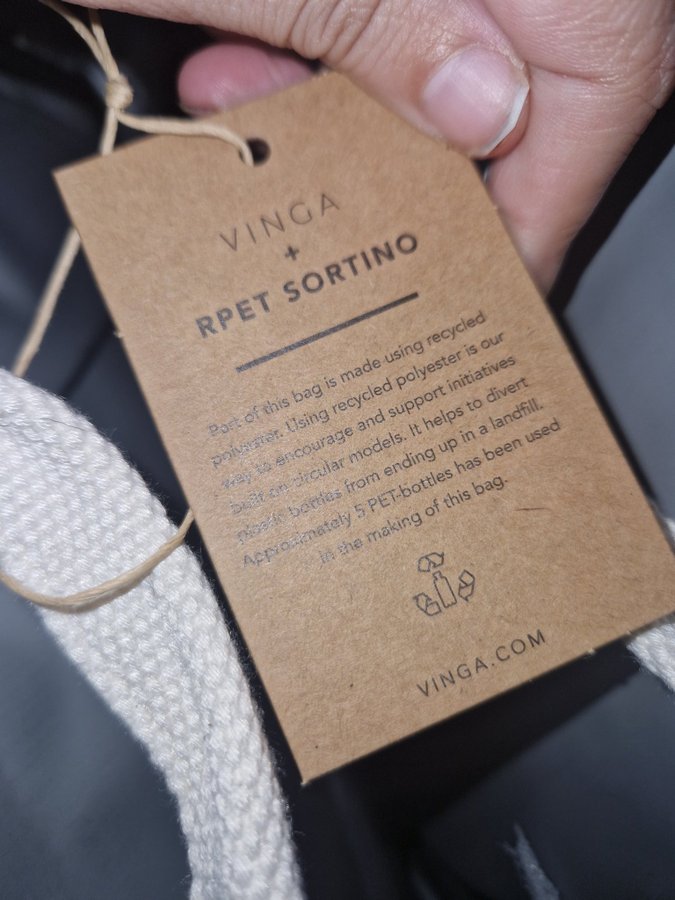 VINGA
+
RPET SORTINO
Part of this bag is made using recycled
polyester. Using recycled polyester is our
way to encourage and support initiatives
built on circular models. It helps to divert
plastic bottles from ending up in a landfill.
Approximately 5 PET-bottles has been used
in the making of this bag.
VINGA.COM